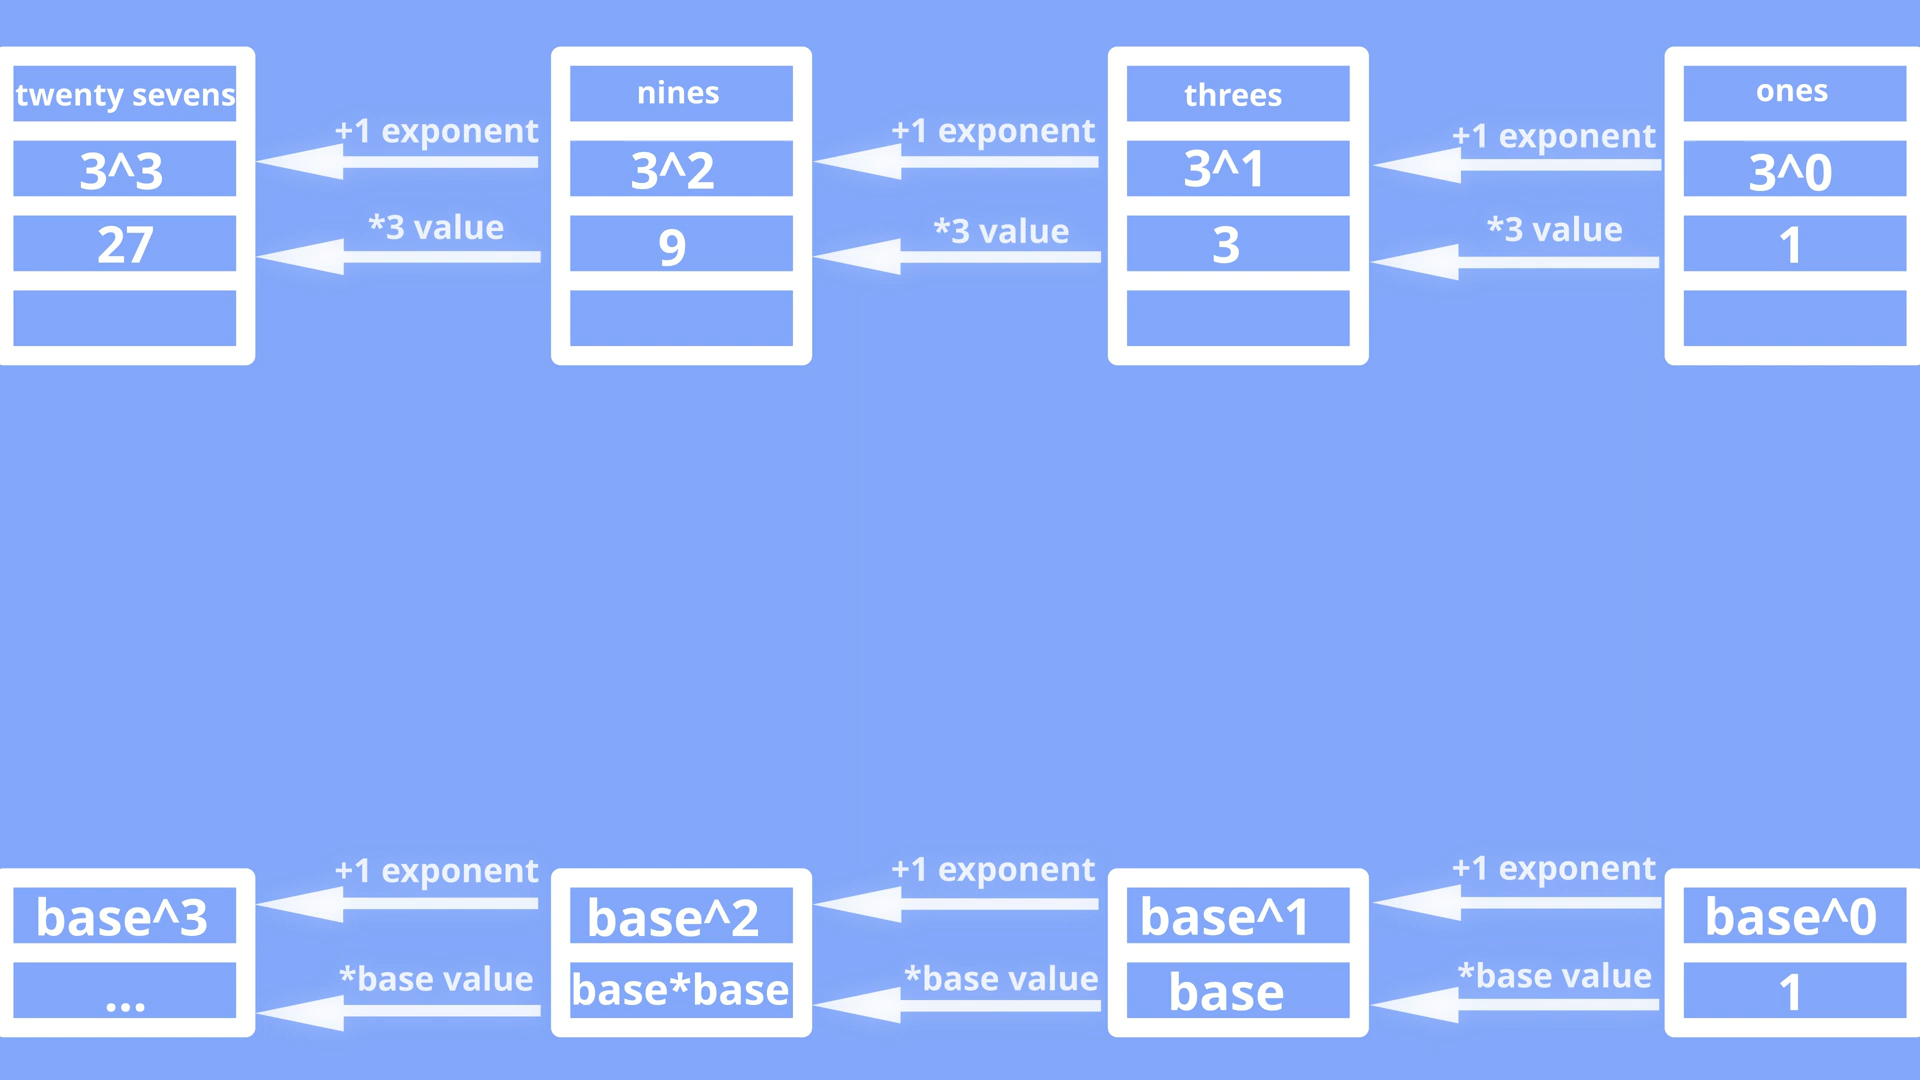 twenty sevens
nines
threes
ones
+1 exponent
+1 exponent
+1 exponent
3^3
3^2
3^1
3^0
*3 value
*3 value
*3 value
27
9
3
1
+1 exponent
+1 exponent
+1 exponent
base^3
base^2
base^1
base^0
*base value
*base value
*base value
...
base*base
base
1